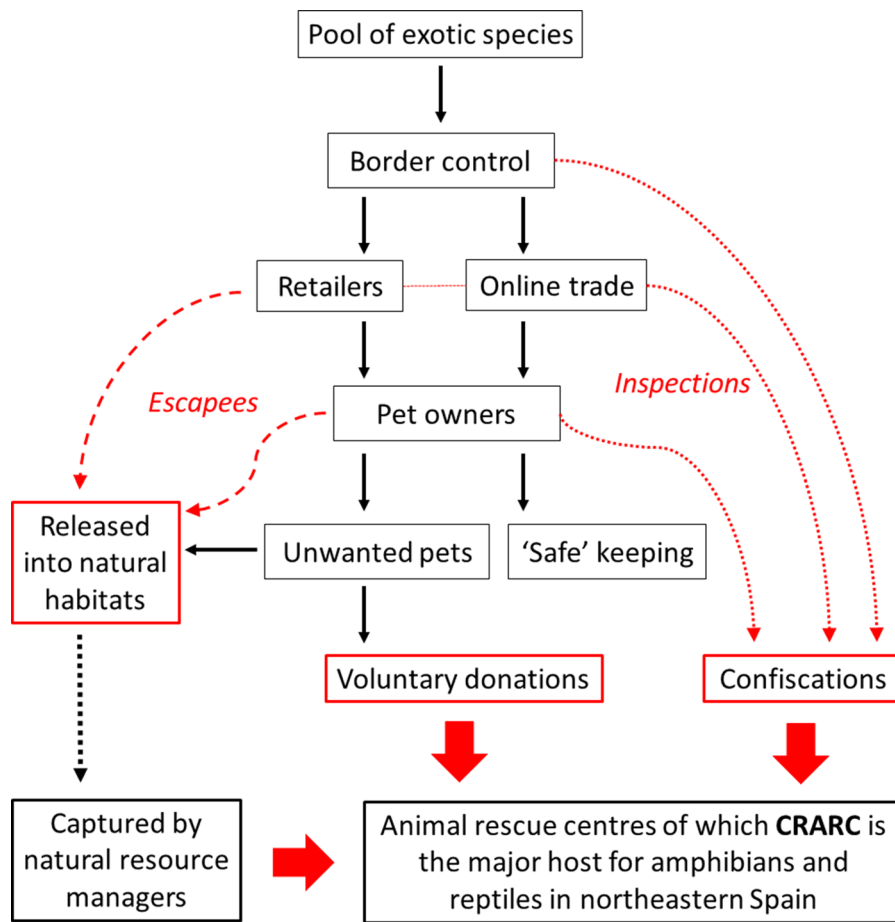 Pool of exotic species
Border control
Retailers
Online trade
Escapees
Inspections
Pet owners
Released
into natural
habitats
Unwanted pets
‘Safe’ keeping
Voluntary donations
Confiscations
Captured by
natural resource
managers
Animal rescue centres of which CRARC is
the major host for amphibians and
reptiles in northeastern Spain